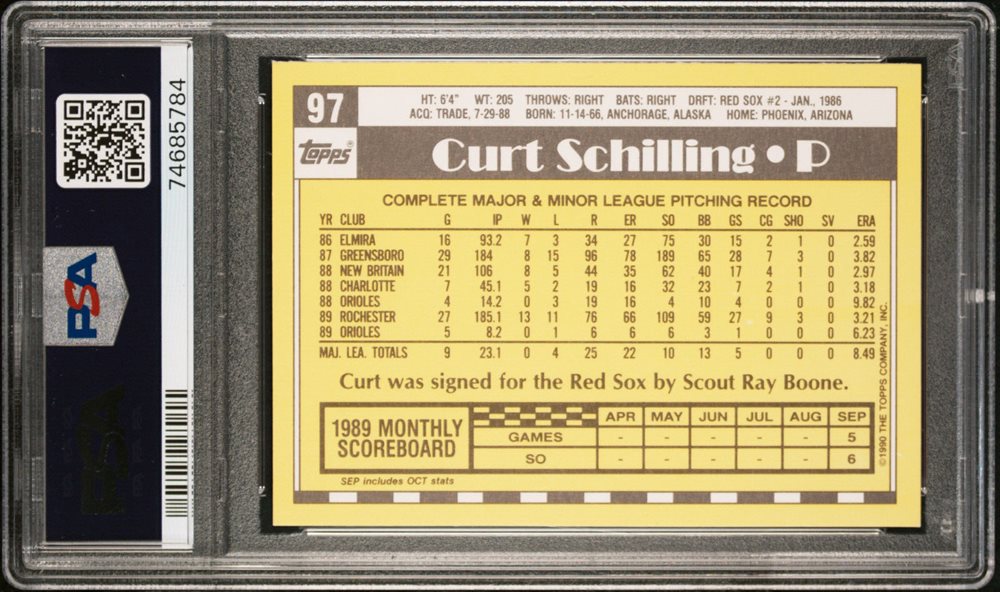 74685784
PSA
97
HT: 6'4" WT: 205 THROWS: RIGHT BATS: RIGHT DRFT: RED SOX #2 - JAN., 1986
ACQ: TRADE, 7-29-88 BORN: 11-14-66, ANCHORAGE, ALASKA HOME: PHOENIX, ARIZONA
Topps®
Curt Schilling • P
COMPLETE MAJOR & MINOR LEAGUE PITCHING RECORD
YR CLUB G IP W L R ER SO BB GS CG SHO SV ERA
86 ELMIRA 16 93.2 7 3 34 27 75 30 15 2 1 0 2.59
87 GREENSBORO 29 184 8 15 96 78 189 65 28 7 3 0 3.82
88 NEW BRITAIN 21 106 8 5 44 35 62 40 17 4 1 0 2.97
88 CHARLOTTE 7 45.1 5 2 19 16 32 23 7 2 1 0 3.18
88 ORIOLES 4 14.2 0 3 19 16 4 10 4 0 0 0 9.82
89 ROCHESTER 27 185.1 13 11 76 66 109 59 27 9 3 0 3.21
89 ORIOLES 5 8.2 0 1 6 6 6 3 1 0 0 0 6.23
MAJ. LEA. TOTALS 9 23.1 0 4 25 22 10 13 5 0 0 0 8.49
Curt was signed for the Red Sox by Scout Ray Boone.
1989 MONTHLY SCOREBOARD
APR MAY JUN JUL AUG SEP
GAMES - - - - - 5
SO - - - - - 6
SEP includes OCT stats
©1990 THE TOPPS COMPANY, INC.
PSA